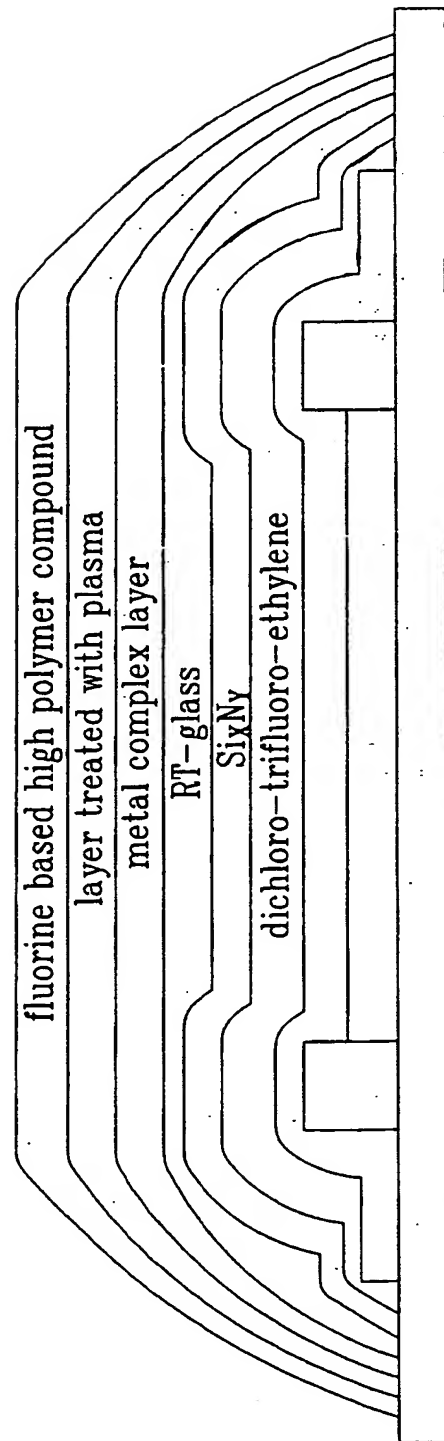 fluorine based high polymer compound
layer treated with plasma
metal complex layer
RT-glass
SiXNY
dichloro-trifluoro-ethylene